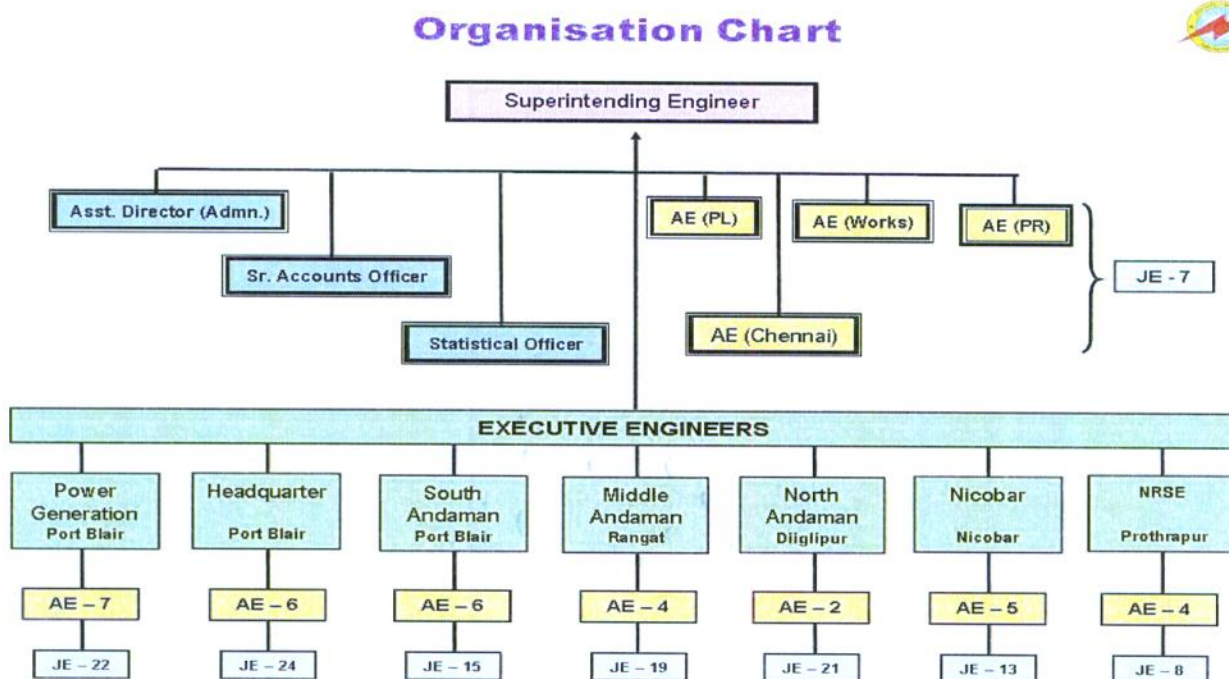 Organisation Chart
Superintending Engineer
Asst. Director (Admn.)
AE (PL)
AE (Works)
AE (PR)
Sr. Accounts Officer
JE - 7
Statistical Officer
AE (Chennai)
EXECUTIVE ENGINEERS
Power
Generation
Port Blair
Headquarter
Port Blair
South
Andaman
Port Blair
Middle
Andaman
Rangat
North
Andaman
Diiglipur
Nicobar
Nicobar
NRSE
Prothrapur
AE – 7
AE – 6
AE – 6
AE – 4
AE – 2
AE – 5
AE – 4
JE – 22
JE – 24
JE – 15
JE – 19
JE – 21
JE – 13
JE – 8